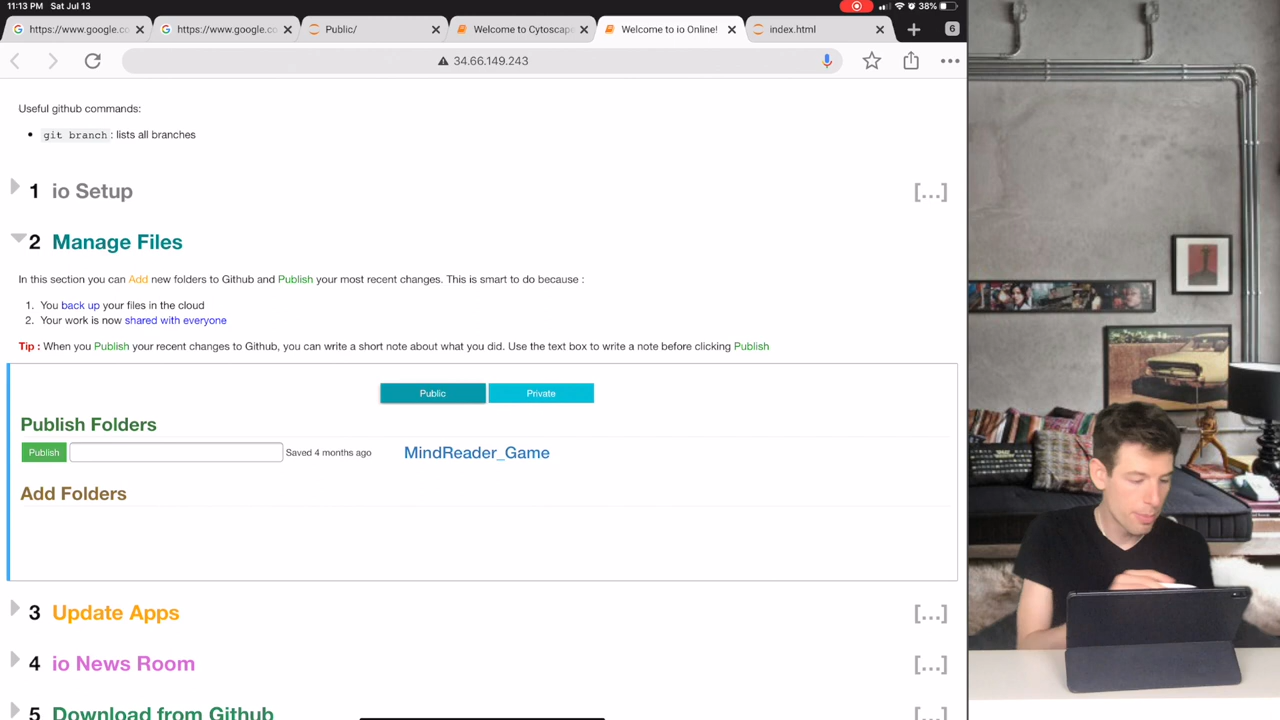 11:13 PM Sat Jul 13
38%
https://www.google.co
https://www.google.co
Public/
Welcome to Cytoscape
Welcome to io Online!
index.html
6
34.66.149.243
Useful github commands:
• git branch : lists all branches
1 io Setup
[...]
2 Manage Files
In this section you can Add new folders to Github and Publish your most recent changes. This is smart to do because :
1. You back up your files in the cloud
2. Your work is now shared with everyone
Tip : When you Publish your recent changes to Github, you can write a short note about what you did. Use the text box to write a note before clicking Publish
Public
Private
Publish Folders
Publish
Saved 4 months ago
MindReader_Game
Add Folders
3 Update Apps
[...]
4 io News Room
[...]
5 Download from Github
[...]